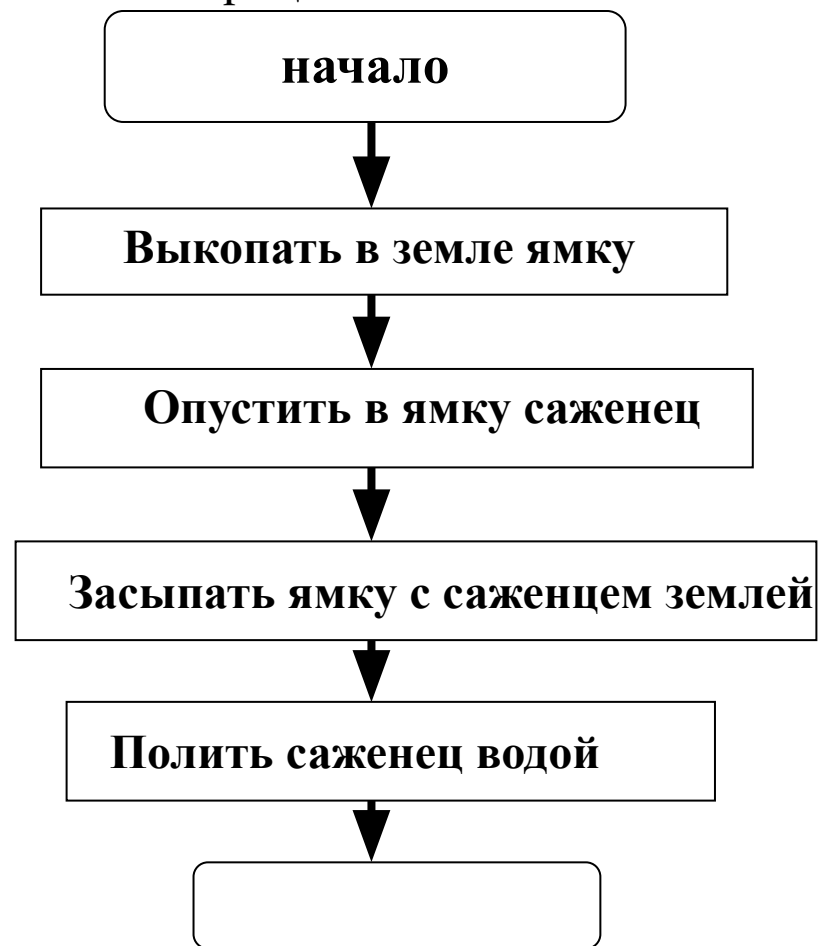 начало
Выкопать в земле ямку
Опустить в ямку саженец
Засыпать ямку с саженцем землей
Полить саженец водой